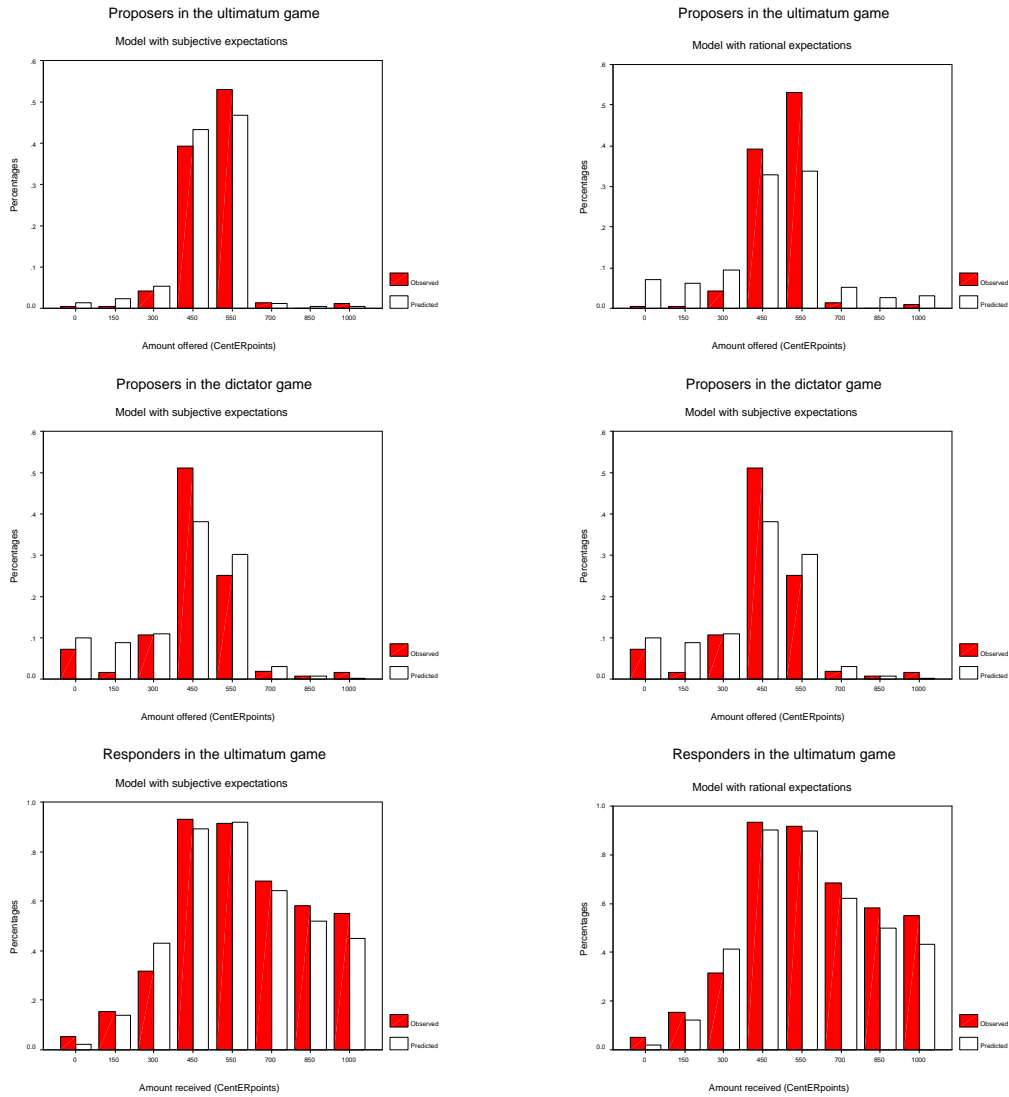 Proposers in the ultimatum game
Model with subjective expectations
.6
.5
.4
.3
.2
.1
0.0
Percentages
0 150 300 450 550 700 850 1000
Amount offered (CentERpoints)
Observed
Predicted
Proposers in the ultimatum game
Model with rational expectations
.6
.5
.4
.3
.2
.1
0.0
Percentages
0 150 300 450 550 700 850 1000
Amount offered (CentERpoints)
Observed
Predicted
Proposers in the dictator game
Model with subjective expectations
.6
.5
.4
.3
.2
.1
0.0
Percentages
0 150 300 450 550 700 850 1000
Amount offered (CentERpoints)
Observed
Predicted
Proposers in the dictator game
Model with subjective expectations
.6
.5
.4
.3
.2
.1
0.0
Percentages
0 150 300 450 550 700 850 1000
Amount offered (CentERpoints)
Observed
Predicted
Responders in the ultimatum game
Model with subjective expectations
1.0
.8
.6
.4
.2
0.0
Percentages
0 150 300 450 550 700 850 1000
Amount received (CentERpoints)
Observed
Predicted
Responders in the ultimatum game
Model with rational expectations
1.0
.8
.6
.4
.2
0.0
Percentages
0 150 300 450 550 700 850 1000
Amount received (CentERpoints)
Observed
Predicted